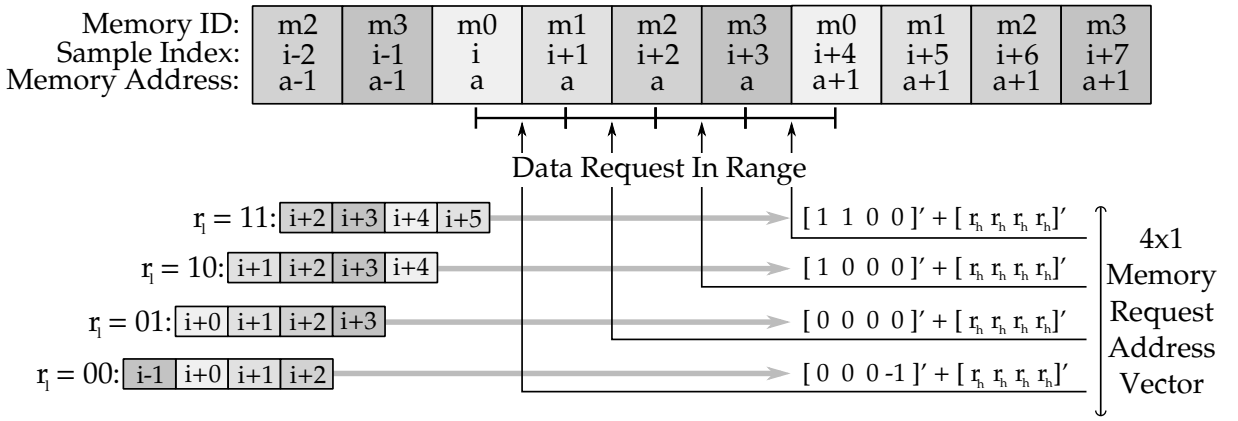 Memory ID: m2 m3 m0 m1 m2 m3 m0 m1 m2 m3
Sample Index: i-2 i-1 i i+1 i+2 i+3 i+4 i+5 i+6 i+7
Memory Address: a-1 a-1 a a a a a+1 a+1 a+1 a+1
Data Request In Range
rₗ = 11: i+2 i+3 i+4 i+5 [ 1 1 0 0 ]′ + [ rₕ rₕ rₕ rₕ]′
rₗ = 10: i+1 i+2 i+3 i+4 [ 1 0 0 0 ]′ + [ rₕ rₕ rₕ rₕ]′
rₗ = 01: i+0 i+1 i+2 i+3 [ 0 0 0 0 ]′ + [ rₕ rₕ rₕ rₕ]′
rₗ = 00: i-1 i+0 i+1 i+2 [ 0 0 0 -1 ]′ + [ rₕ rₕ rₕ rₕ]′
4x1
Memory
Request
Address
Vector